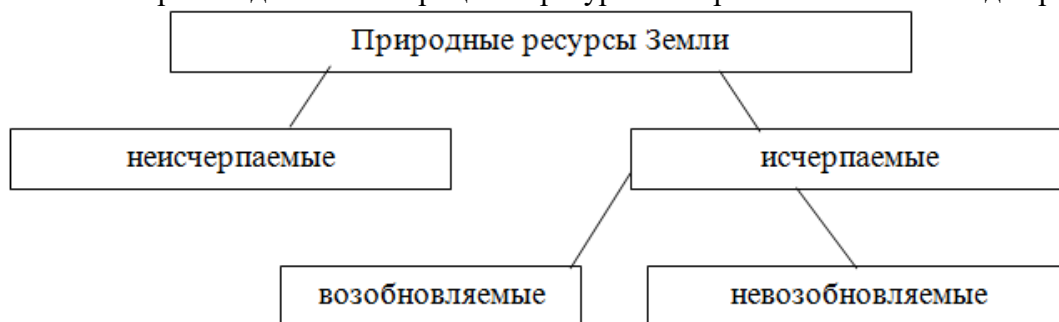 Природные ресурсы Земли
неисчерпаемые
исчерпаемые
возобновляемые
невозобновляемые